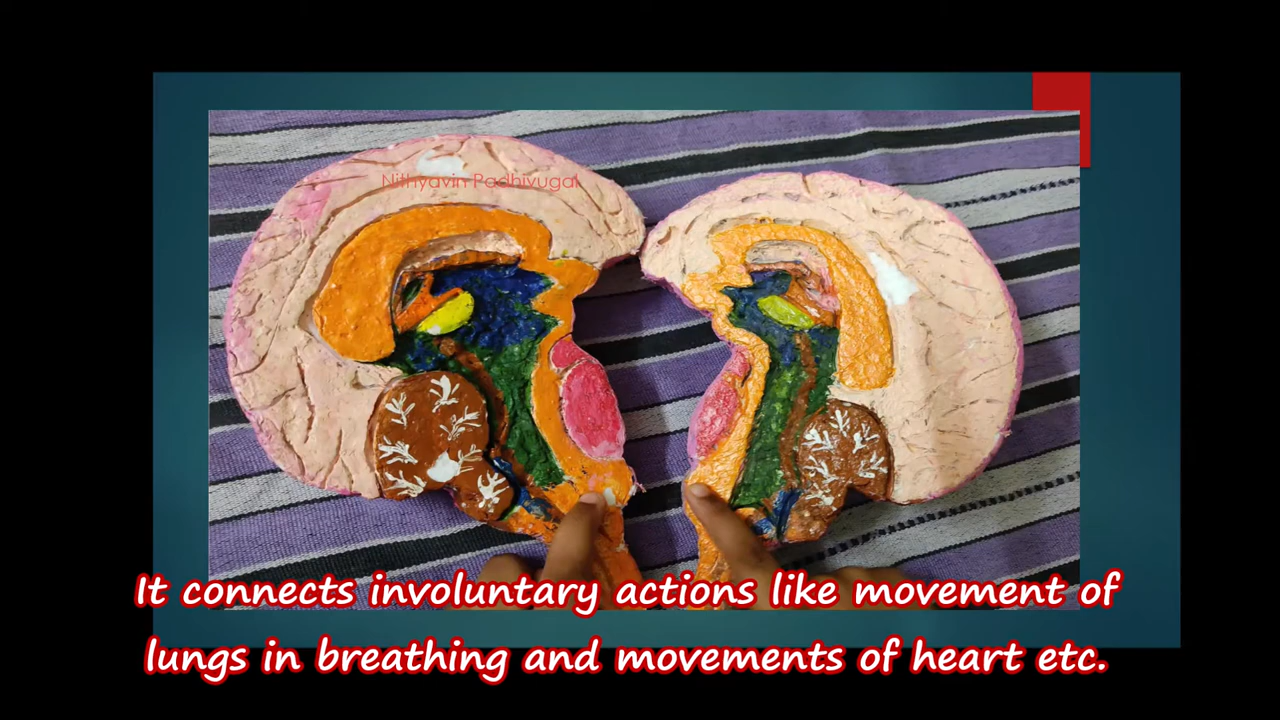 Nithyavin Padhivugal
It connects involuntary actions like movement of
lungs in breathing and movements of heart etc.